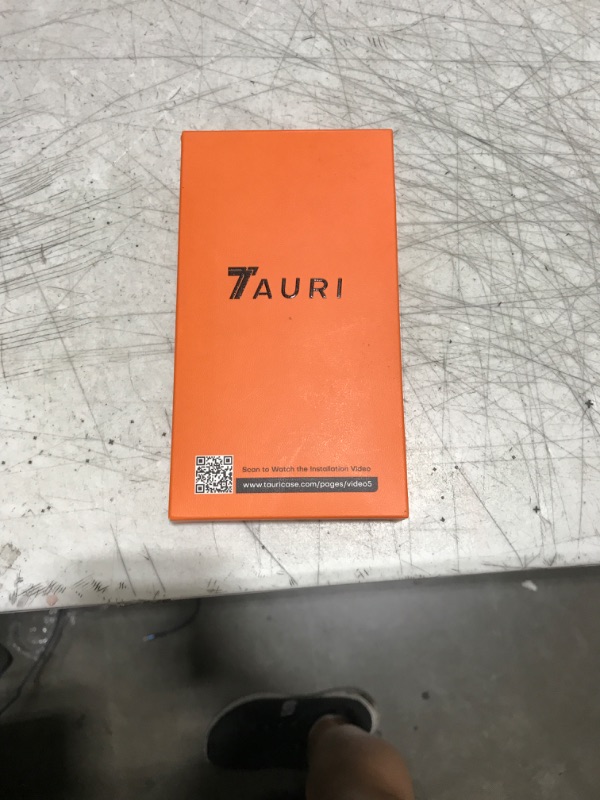 TAURI
Scan to Watch the Installation Video
www.tauricase.com/pages/video5